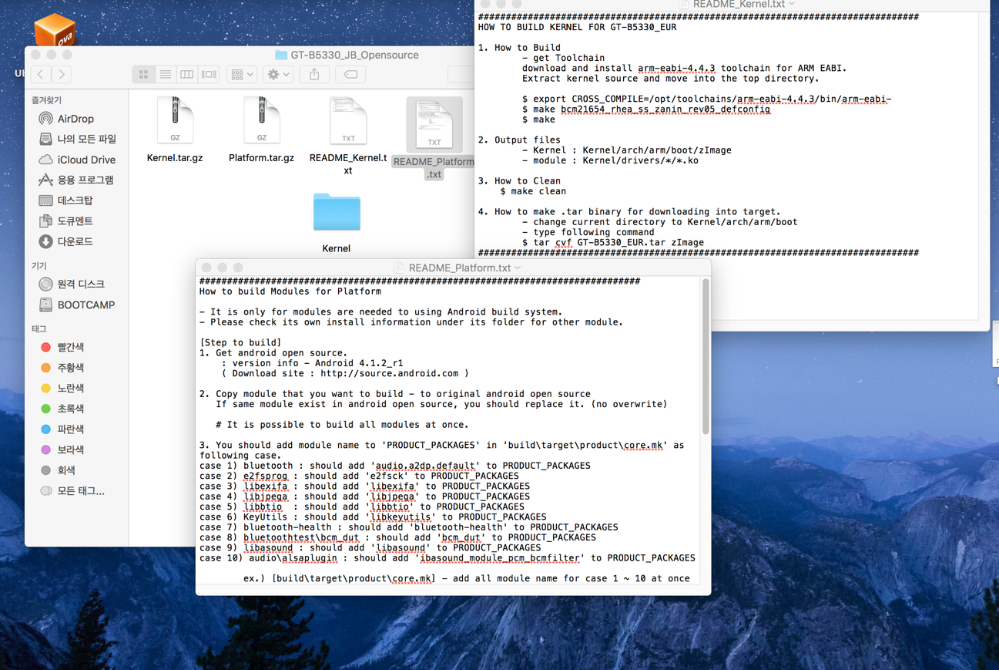 ova
Ub
GT-B5330_JB_Opensource
즐겨찾기
AirDrop
나의 모든 파일
iCloud Drive
응용 프로그램
데스크탑
도큐멘트
다운로드
기기
원격 디스크
BOOTCAMP
태그
빨간색
주황색
노란색
초록색
파란색
보라색
회색
모든 태그...
GZ
Kernel.tar.gz
GZ
Platform.tar.gz
TXT
README_Kernel.t
xt
TXT
README_Platform
.txt
Kernel
README_Kernel.txt
################################################################################
HOW TO BUILD KERNEL FOR GT-B5330_EUR
1. How to Build
- get Toolchain
download and install arm-eabi-4.4.3 toolchain for ARM EABI.
Extract kernel source and move into the top directory.
$ export CROSS_COMPILE=/opt/toolchains/arm-eabi-4.4.3/bin/arm-eabi-
$ make bcm21654_rhea_ss_zanin_rev05_defconfig
$ make
2. Output files
- Kernel : Kernel/arch/arm/boot/zImage
- module : Kernel/drivers/*/*.ko
3. How to Clean
$ make clean
4. How to make .tar binary for downloading into target.
- change current directory to Kernel/arch/arm/boot
- type following command
$ tar cvf GT-B5330_EUR.tar zImage
################################################################################
README_Platform.txt
################################################################################
How to build Modules for Platform
- It is only for modules are needed to using Android build system.
- Please check its own install information under its folder for other module.
[Step to build]
1. Get android open source.
: version info - Android 4.1.2_r1
( Download site : http://source.android.com )
2. Copy module that you want to build - to original android open source
If same module exist in android open source, you should replace it. (no overwrite)
# It is possible to build all modules at once.
3. You should add module name to 'PRODUCT_PACKAGES' in 'build\target\product\core.mk' as
following case.
case 1) bluetooth : should add 'audio.a2dp.default' to PRODUCT_PACKAGES
case 2) e2fsprog : should add 'e2fsck' to PRODUCT_PACKAGES
case 3) libexifa : should add 'libexifa' to PRODUCT_PACKAGES
case 4) libjpega : should add 'libjpega' to PRODUCT_PACKAGES
case 5) libbtio : should add 'libbtio' to PRODUCT_PACKAGES
case 6) KeyUtils : should add 'libkeyutils' to PRODUCT_PACKAGES
case 7) bluetooth-health : should add 'bluetooth-health' to PRODUCT_PACKAGES
case 8) bluetoothtest\bcm_dut : should add 'bcm_dut' to PRODUCT_PACKAGES
case 9) libasound : should add 'libasound' to PRODUCT_PACKAGES
case 10) audio\alsaplugin : should add 'ibasound_module_pcm_bcmfilter' to PRODUCT_PACKAGES
ex.) [build\target\product\core.mk] - add all module name for case 1 ~ 10 at once